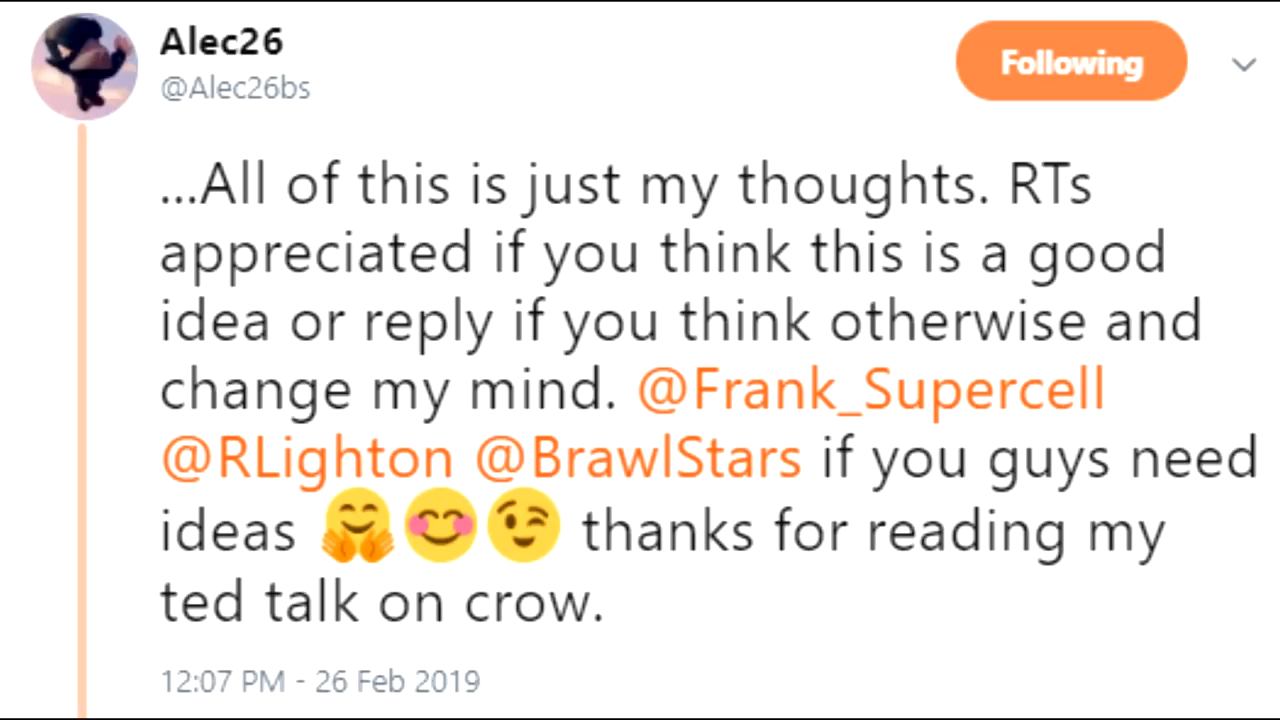 Alec26
@Alec26bs
Following
...All of this is just my thoughts. RTs
appreciated if you think this is a good
idea or reply if you think otherwise and
change my mind. @Frank_Supercell
@RLighton @BrawlStars if you guys need
ideas 🤗😊😉 thanks for reading my
ted talk on crow.
12:07 PM - 26 Feb 2019